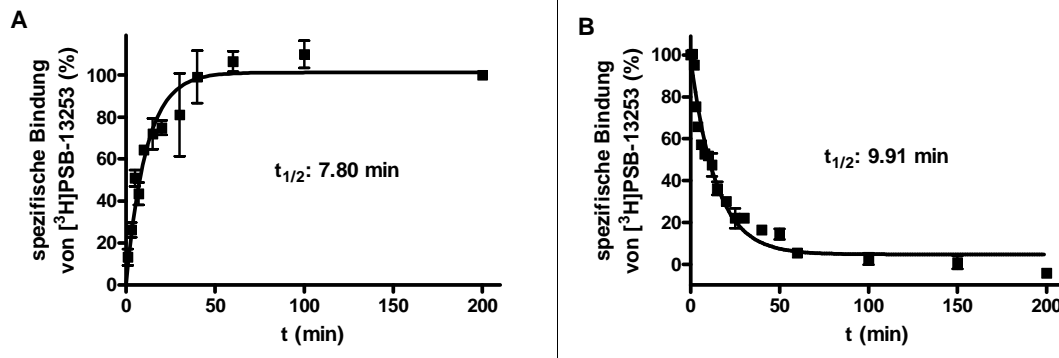 A
spezifische Bindung
von [³H]PSB-13253 (%)
100
80
60
40
20
0
t₁/₂: 7.80 min
0 50 100 150 200
t (min)
B
spezifische Bindung
von [³H]PSB-13253 (%)
100
80
60
40
20
0
t₁/₂: 9.91 min
0 50 100 150 200
t (min)